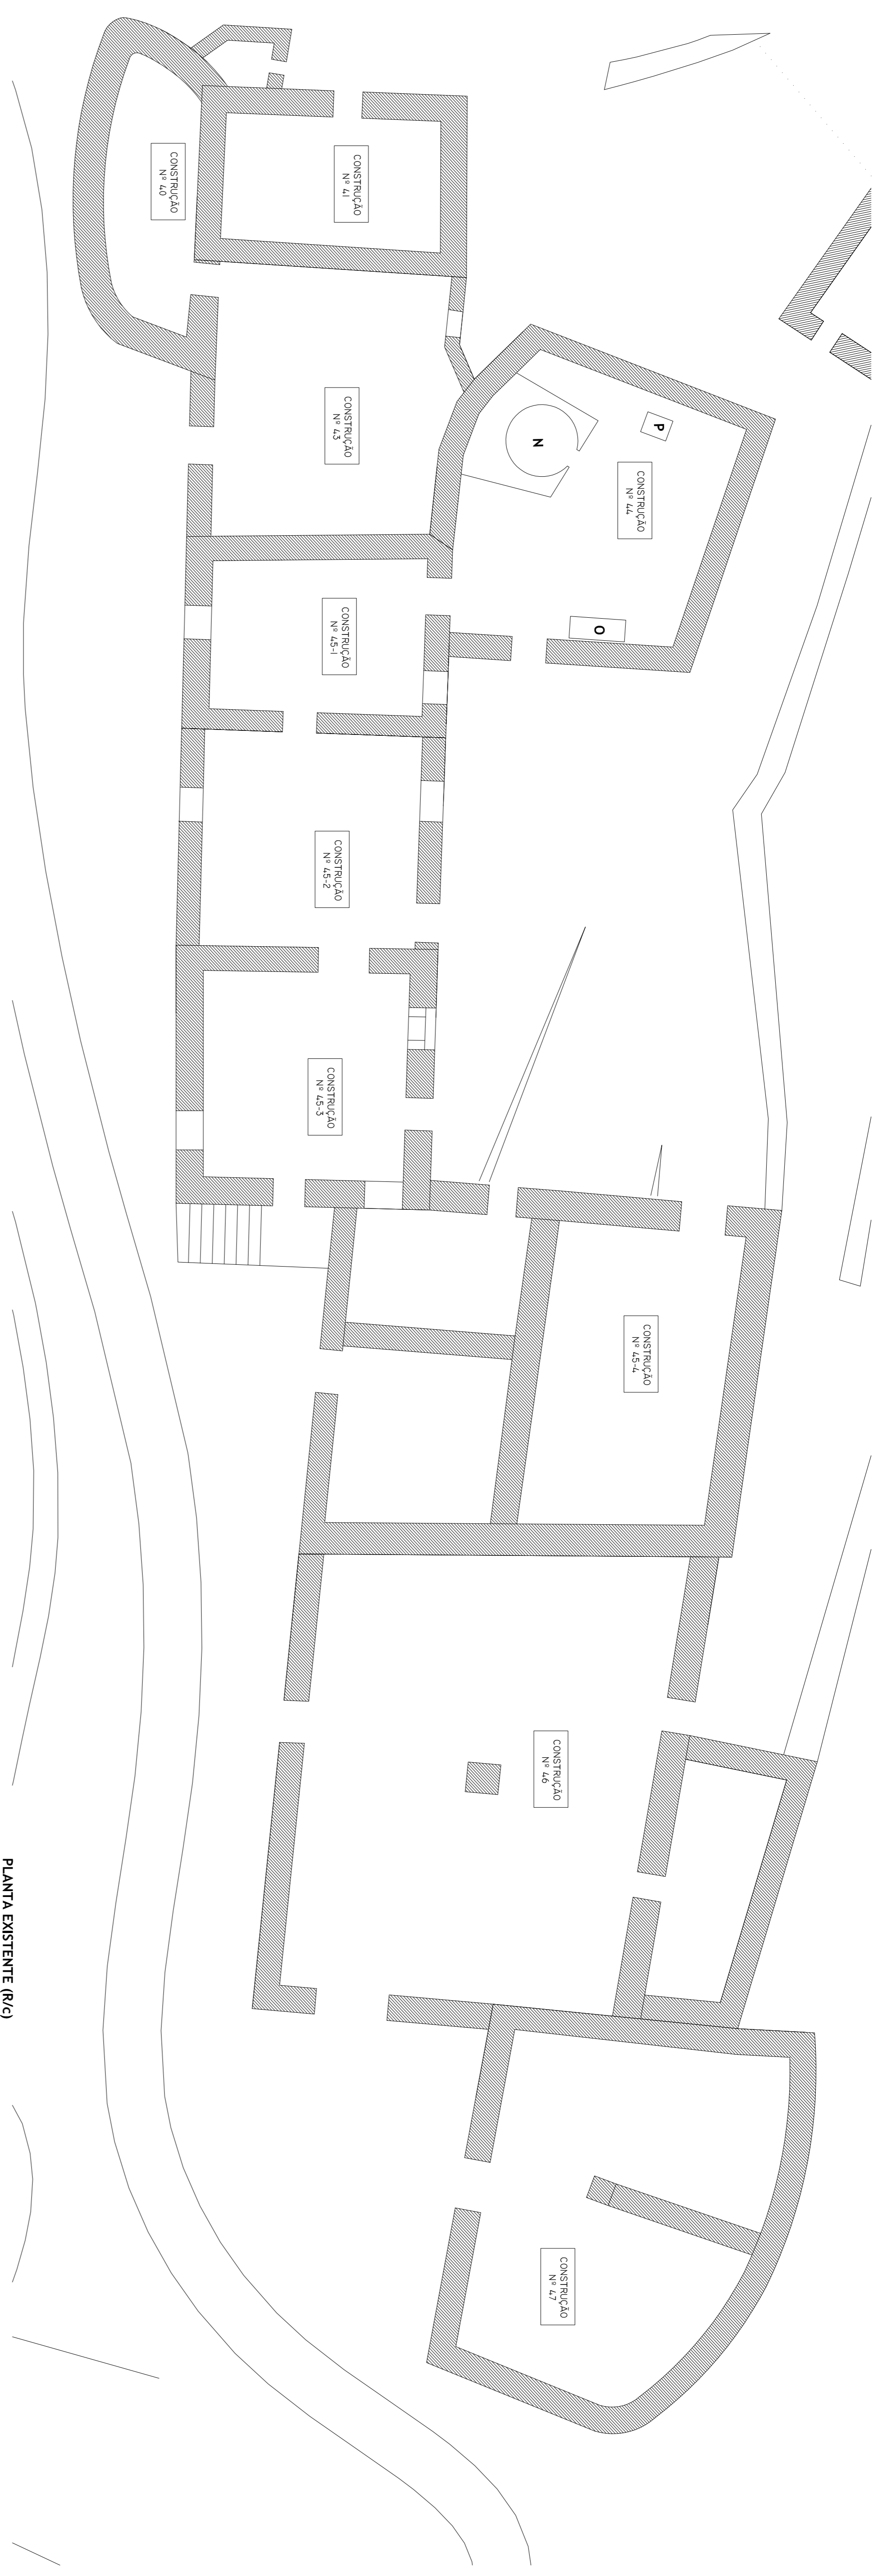 CONSTRUÇÃO
Nº 40
CONSTRUÇÃO
Nº 41
CONSTRUÇÃO
Nº 43
P
N
CONSTRUÇÃO
Nº 44
O
CONSTRUÇÃO
Nº 45-1
CONSTRUÇÃO
Nº 45-2
CONSTRUÇÃO
Nº 45-3
CONSTRUÇÃO
Nº 45-4
CONSTRUÇÃO
Nº 46
CONSTRUÇÃO
Nº 47
PLANTA EXISTENTE (R/c)